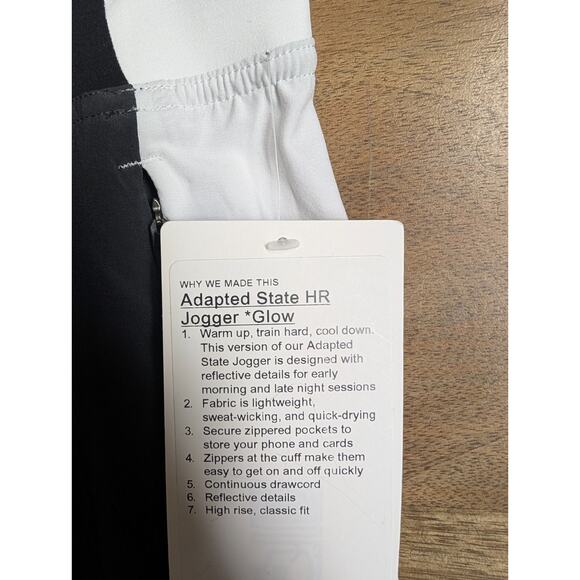 WHY WE MADE THIS
Adapted State HR
Jogger *Glow
1. Warm up, train hard, cool down.
This version of our Adapted
State Jogger is designed with
reflective details for early
morning and late night sessions
2. Fabric is lightweight,
sweat-wicking, and quick-drying
3. Secure zippered pockets to
store your phone and cards
4. Zippers at the cuff make them
easy to get on and off quickly
5. Continuous drawcord
6. Reflective details
7. High rise, classic fit